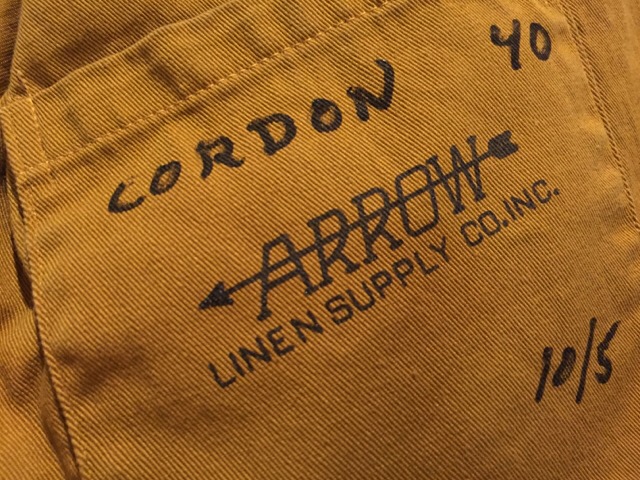 40
CORDON
ARROW
LINEN SUPPLY CO. INC.
10/5